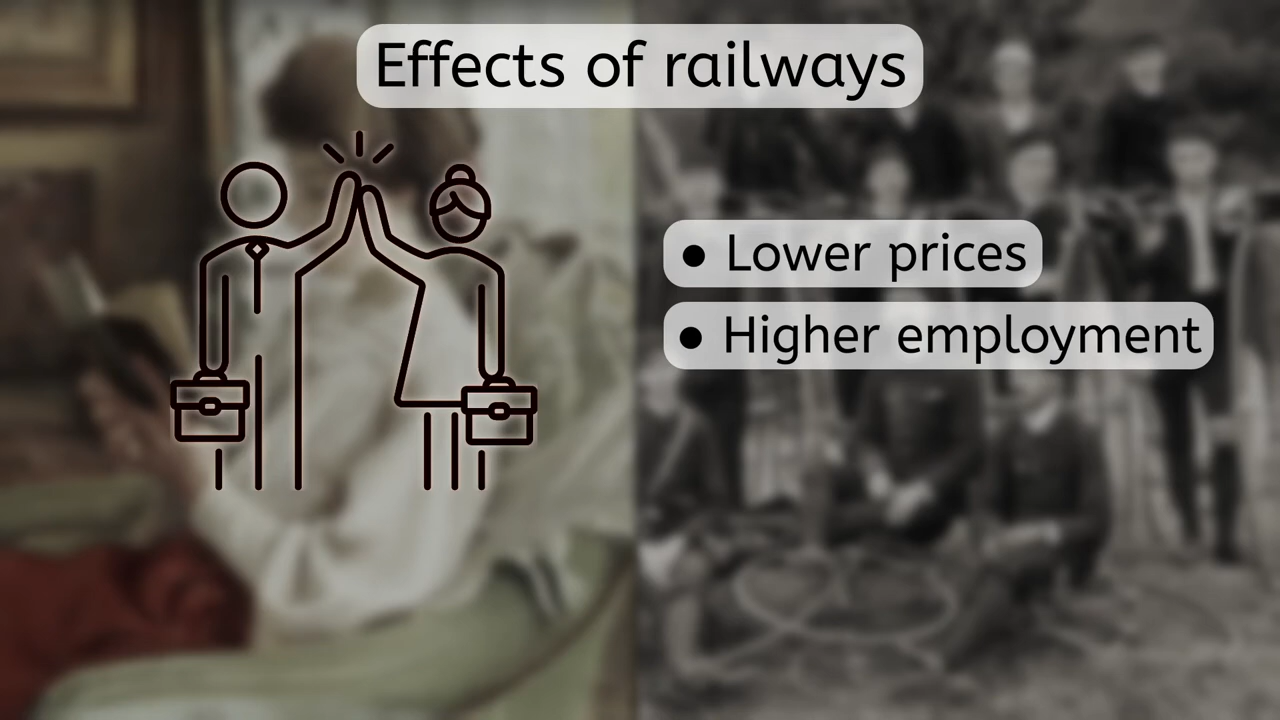 Effects of railways
● Lower prices
● Higher employment